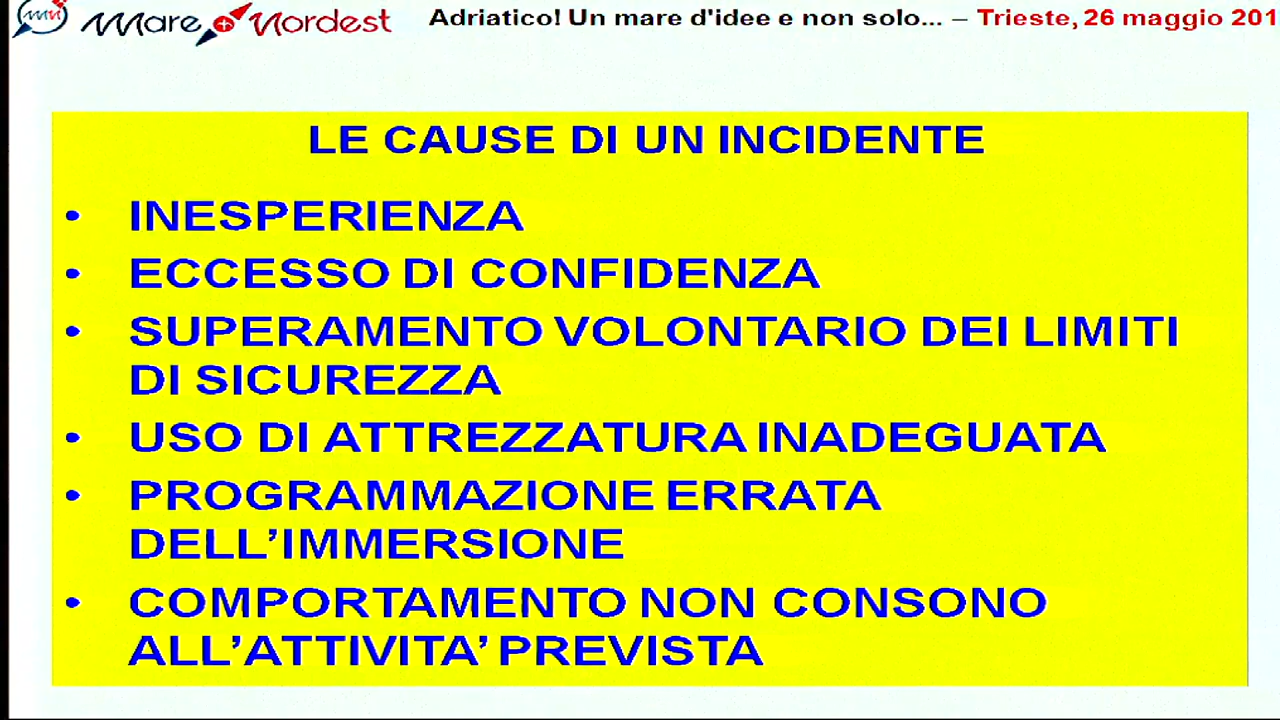 Mare Nordest
Adriatico! Un mare d'idee e non solo... – Trieste, 26 maggio 201
LE CAUSE DI UN INCIDENTE
• INESPERIENZA
• ECCESSO DI CONFIDENZA
• SUPERAMENTO VOLONTARIO DEI LIMITI
DI SICUREZZA
• USO DI ATTREZZATURA INADEGUATA
• PROGRAMMAZIONE ERRATA
DELL’IMMERSIONE
• COMPORTAMENTO NON CONSONO
ALL’ATTIVITA’ PREVISTA